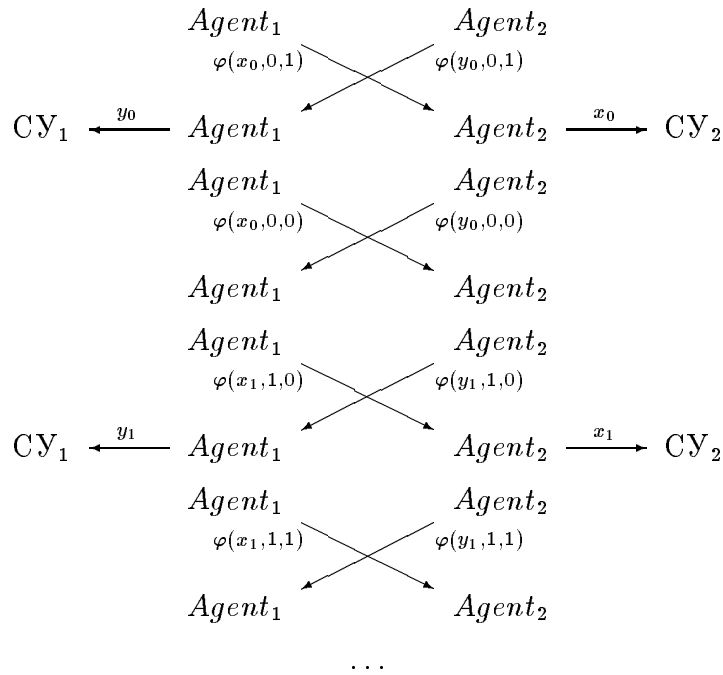 Agent₁ Agent₂
φ(x₀,0,1) φ(y₀,0,1)
СУ₁ y₀ Agent₁ Agent₂ x₀ СУ₂
Agent₁ Agent₂
φ(x₀,0,0) φ(y₀,0,0)
Agent₁ Agent₂
Agent₁ Agent₂
φ(x₁,1,0) φ(y₁,1,0)
СУ₁ y₁ Agent₁ Agent₂ x₁ СУ₂
Agent₁ Agent₂
φ(x₁,1,1) φ(y₁,1,1)
Agent₁ Agent₂
...